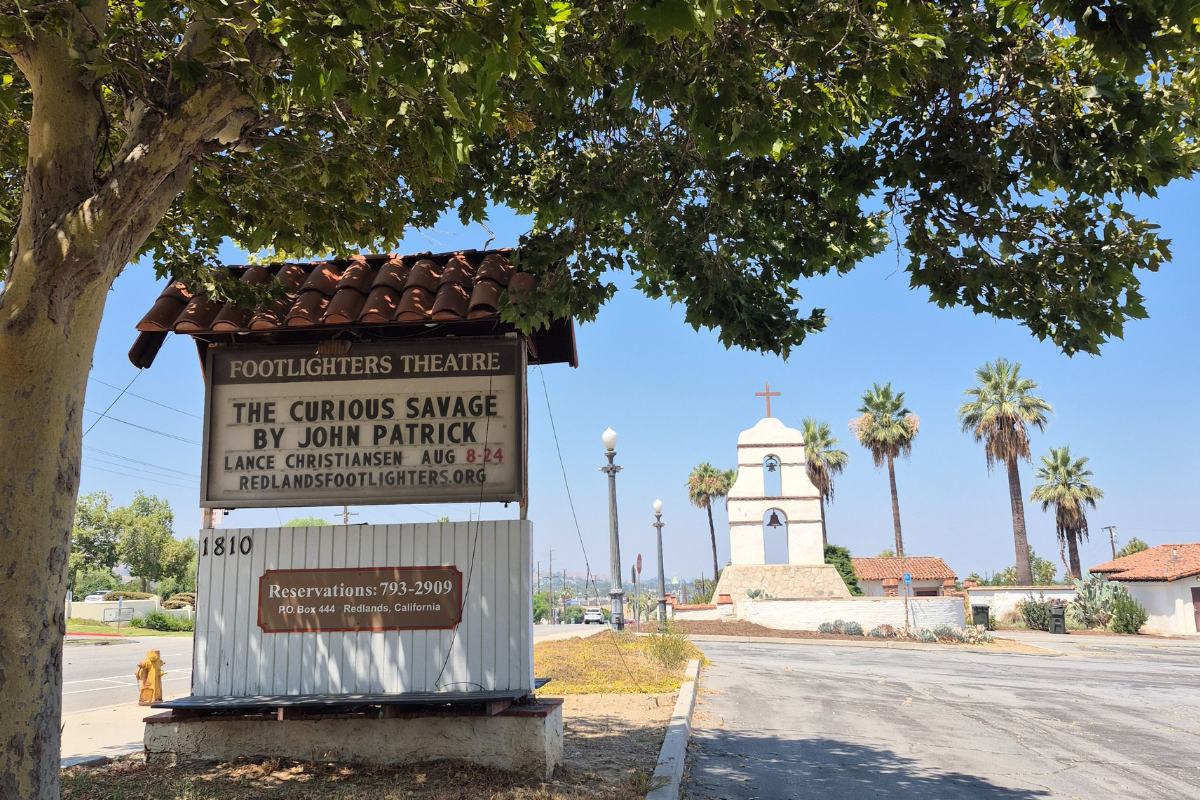 FOOTLIGHTERS THEATRE
THE CURIOUS SAVAGE
BY JOHN PATRICK
LANCE CHRISTIANSEN AUG 8-24
REDLANDSFOOTLIGHTERS.ORG
1810
Reservations: 793-2909
P.O. Box 444 Redlands, California